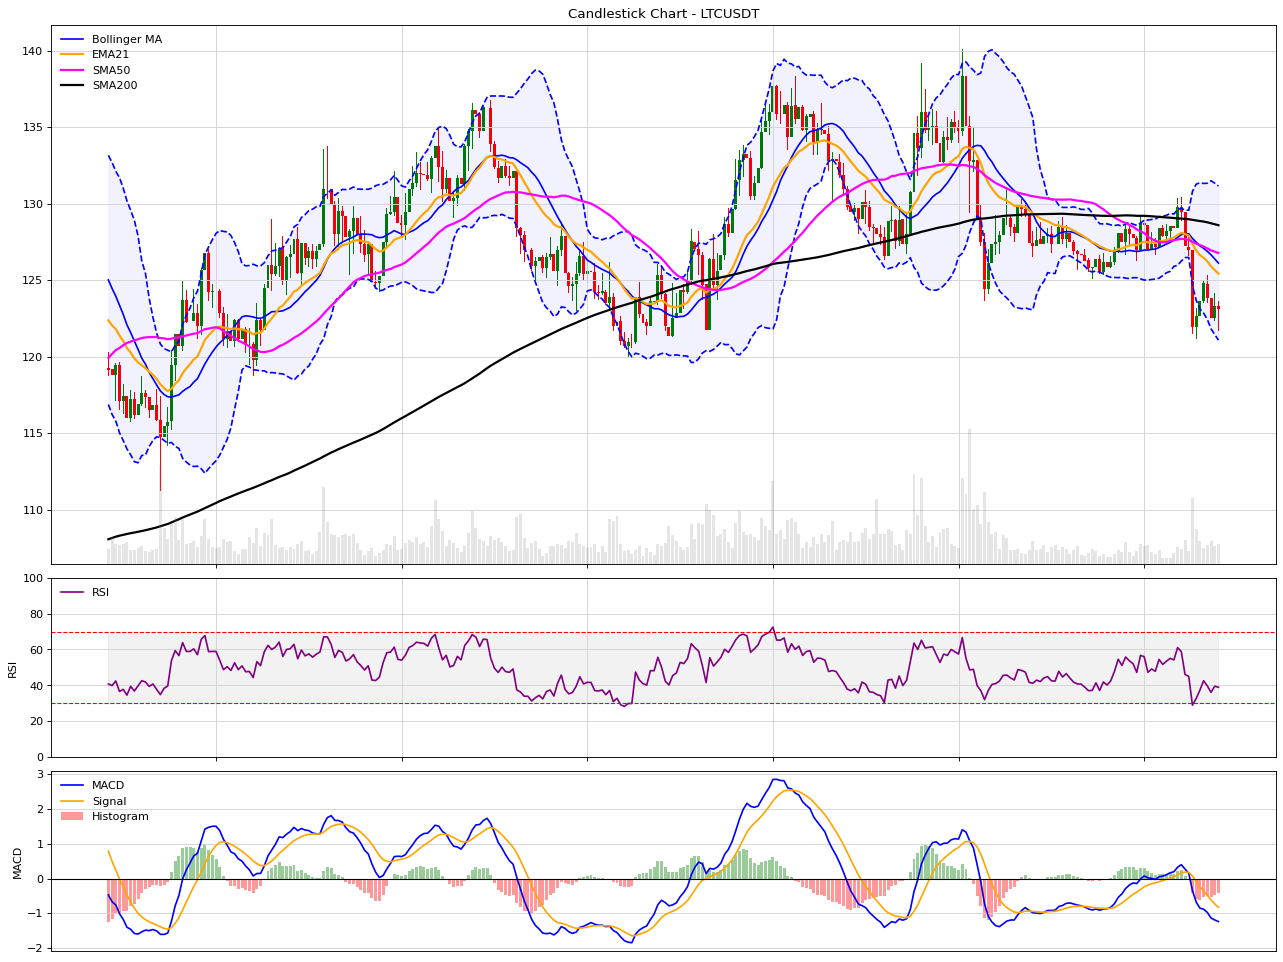 Candlestick Chart - LTCUSDT
Bollinger MA
EMA21
SMA50
SMA200
140
135
130
125
120
115
110
RSI
RSI
100
80
60
40
20
0
MACD
Signal
Histogram
MACD
3
2
1
0
−1
−2